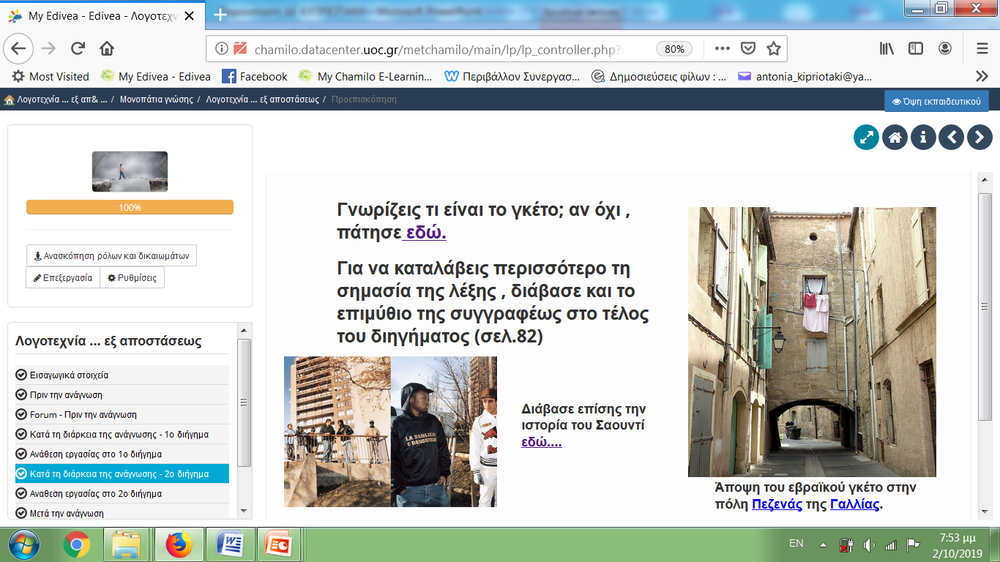 My Edivea - Edivea - Λογοτεχν
chamilo.datacenter.uoc.gr/metchamilo/main/lp/lp_controller.php?
80%
Most Visited
My Edivea - Edivea
Facebook
My Chamilo E-Learnin...
Περιβάλλον Συνεργασ...
Δημοσιεύσεις φίλων : ...
antonia_kipriotaki@ya...
Λογοτεχνία ... εξ απ& ... / Μονοπάτια γνώσης / Λογοτεχνία ... εξ αποστάσεως / Προεπισκόπηση
Όψη εκπαιδευτικού
100%
Ανασκόπηση ρόλων και δικαιωμάτων
Επεξεργασία
Ρυθμίσεις
Λογοτεχνία ... εξ αποστάσεως
Εισαγωγικά στοιχεία
Πριν την ανάγνωση
Forum - Πριν την ανάγνωση
Κατά τη διάρκεια της ανάγνωσης - 1ο διήγημα
Ανάθεση εργασίας στο 1ο διήγημα
Κατά τη διάρκεια της ανάγνωσης - 2ο διήγημα
Αναθεση εργασίας στο 2ο διήγημα
Μετά την ανάγνωση
Γνωρίζεις τι είναι το γκέτο; αν όχι ,
πάτησε εδώ.
Για να καταλάβεις περισσότερο τη
σημασία της λέξης , διάβασε και το
επιμύθιο της συγγραφέως στο τέλος
του διηγήματος (σελ.82)
Διάβασε επίσης την
ιστορία του Σαουντί
εδώ....
Άποψη του εβραϊκού γκέτο στην
πόλη Πεζενάς της Γαλλίας.
EN
7:53 μμ
2/10/2019